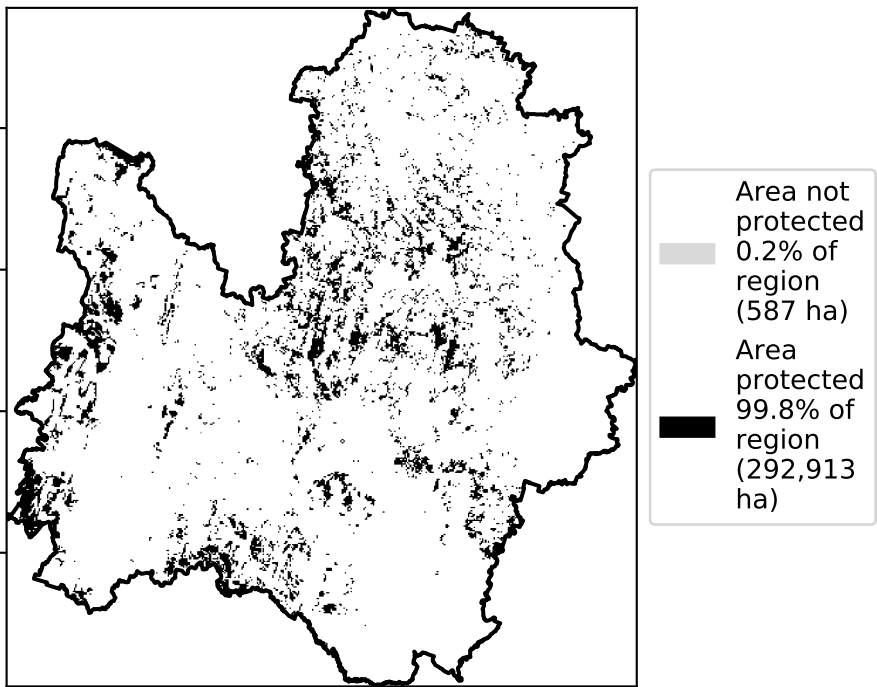 Area not
protected
0.2% of
region
(587 ha)
Area
protected
99.8% of
region
(292,913
ha)